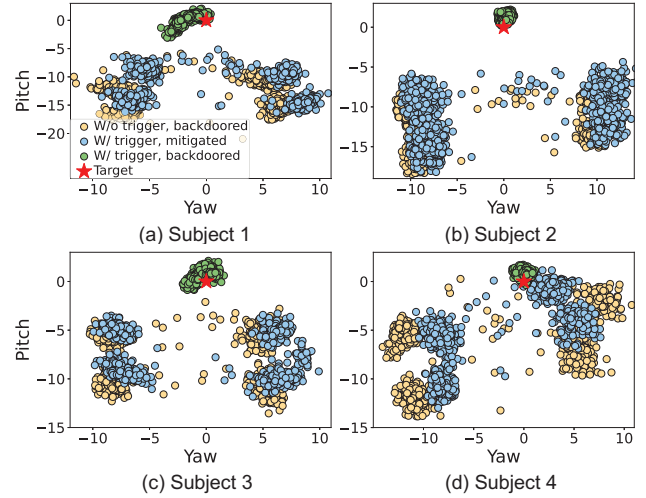 5
0
−5
−10
−15
−20
Pitch
W/o trigger, backdoored
W/ trigger, mitigated
W/ trigger, backdoored
Target
−10 −5 0 5 10
Yaw
(a) Subject 1
0
−5
−10
−15
−10 −5 0 5 10
Yaw
(b) Subject 2
5
0
−5
−10
−15
Pitch
−10 −5 0 5 10
Yaw
(c) Subject 3
5
0
−5
−10
−15
−10 −5 0 5 10
Yaw
(d) Subject 4